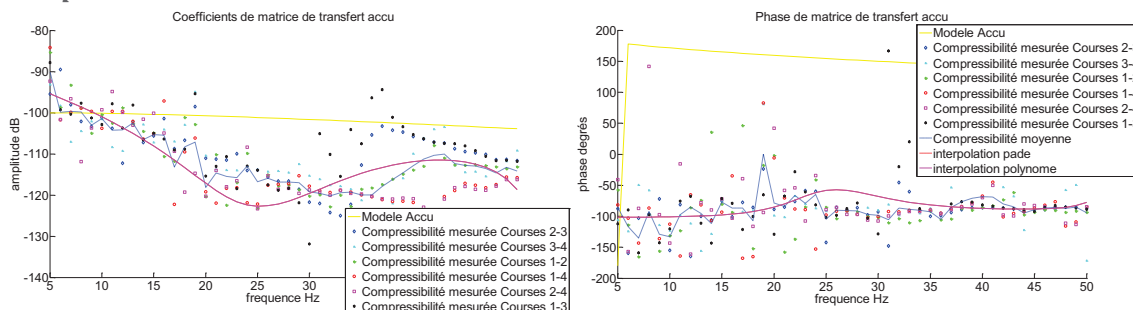 Coefficients de matrice de transfert accu
-80
-90
-100
-110
-120
-130
-140
amplitude dB
5
10
15
20
25
30
frequence Hz
Modele Accu
Compressibilité mesurée Courses 2-3
Compressibilité mesurée Courses 3-4
Compressibilité mesurée Courses 1-2
Compressibilité mesurée Courses 1-4
Compressibilité mesurée Courses 2-4
Compressibilité mesurée Courses 1-3
Phase de matrice de transfert accu
200
150
100
50
0
-50
-100
-150
-200
phase degrés
5
10
15
20
25
30
35
40
45
50
frequence Hz
Modele Accu
Compressibilité mesurée Courses 2-
Compressibilité mesurée Courses 3-
Compressibilité mesurée Courses 1-
Compressibilité mesurée Courses 1-
Compressibilité mesurée Courses 2-
Compressibilité mesurée Courses 1-
Compressibilité moyenne
interpolation pade
interpolation polynome